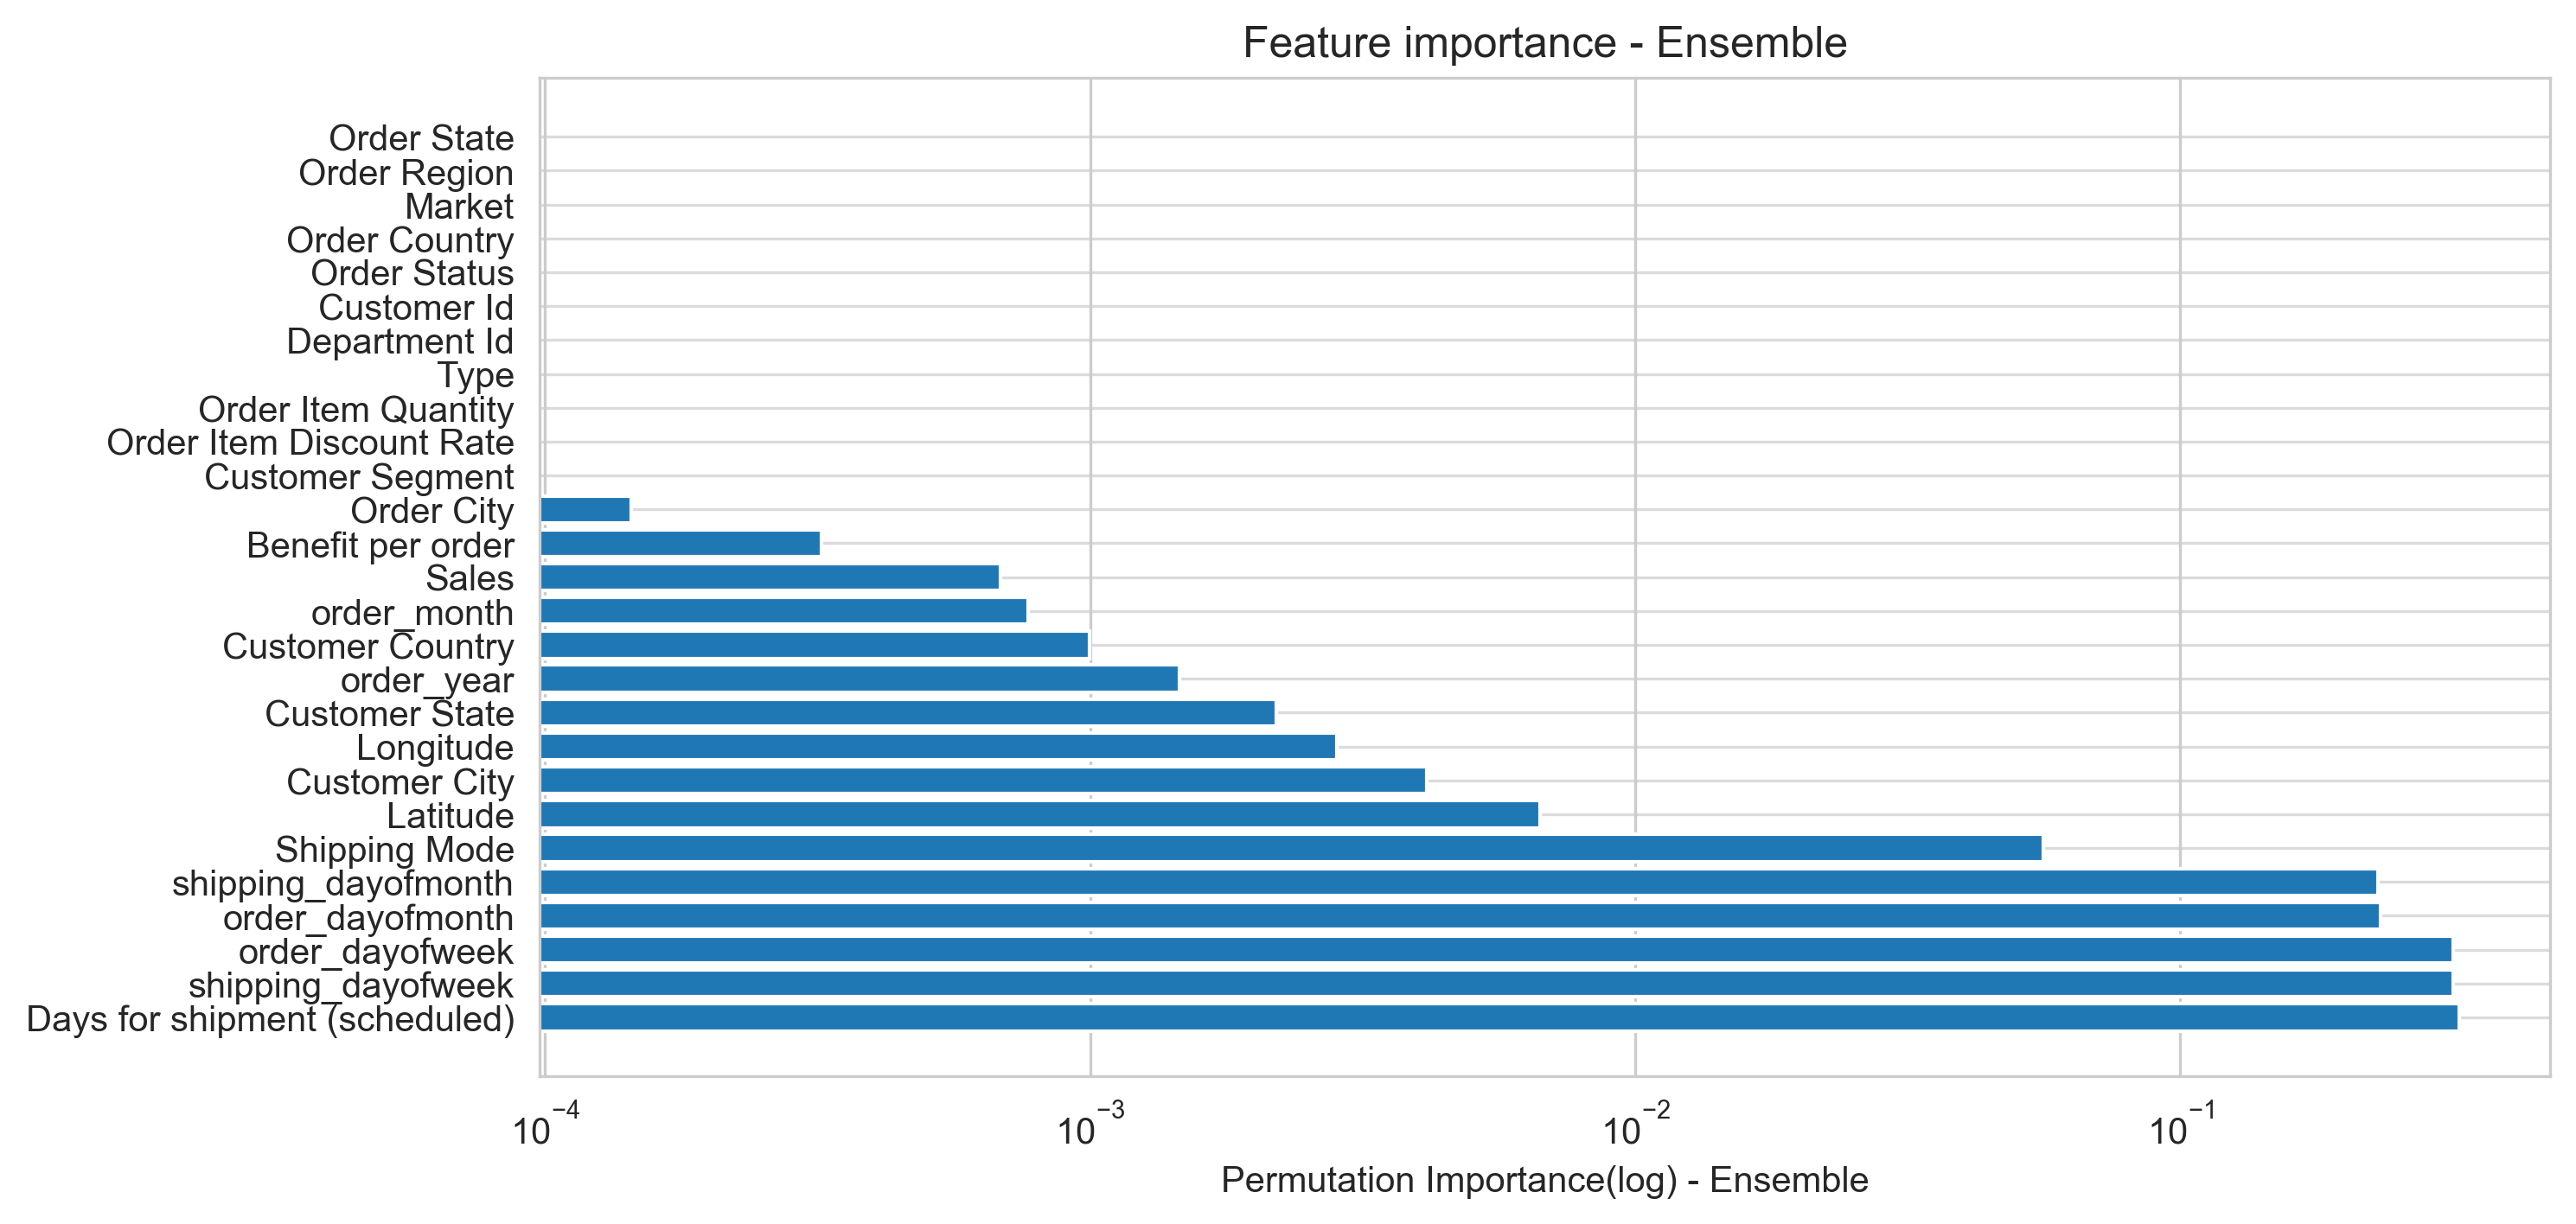 Feature importance - Ensemble
Order State
Order Region
Market
Order Country
Order Status
Customer Id
Department Id
Type
Order Item Quantity
Order Item Discount Rate
Customer Segment
Order City
Benefit per order
Sales
order_month
Customer Country
order_year
Customer State
Longitude
Customer City
Latitude
Shipping Mode
shipping_dayofmonth
order_dayofmonth
order_dayofweek
shipping_dayofweek
Days for shipment (scheduled)
10⁻⁴ 10⁻³ 10⁻² 10⁻¹
Permutation Importance(log) - Ensemble